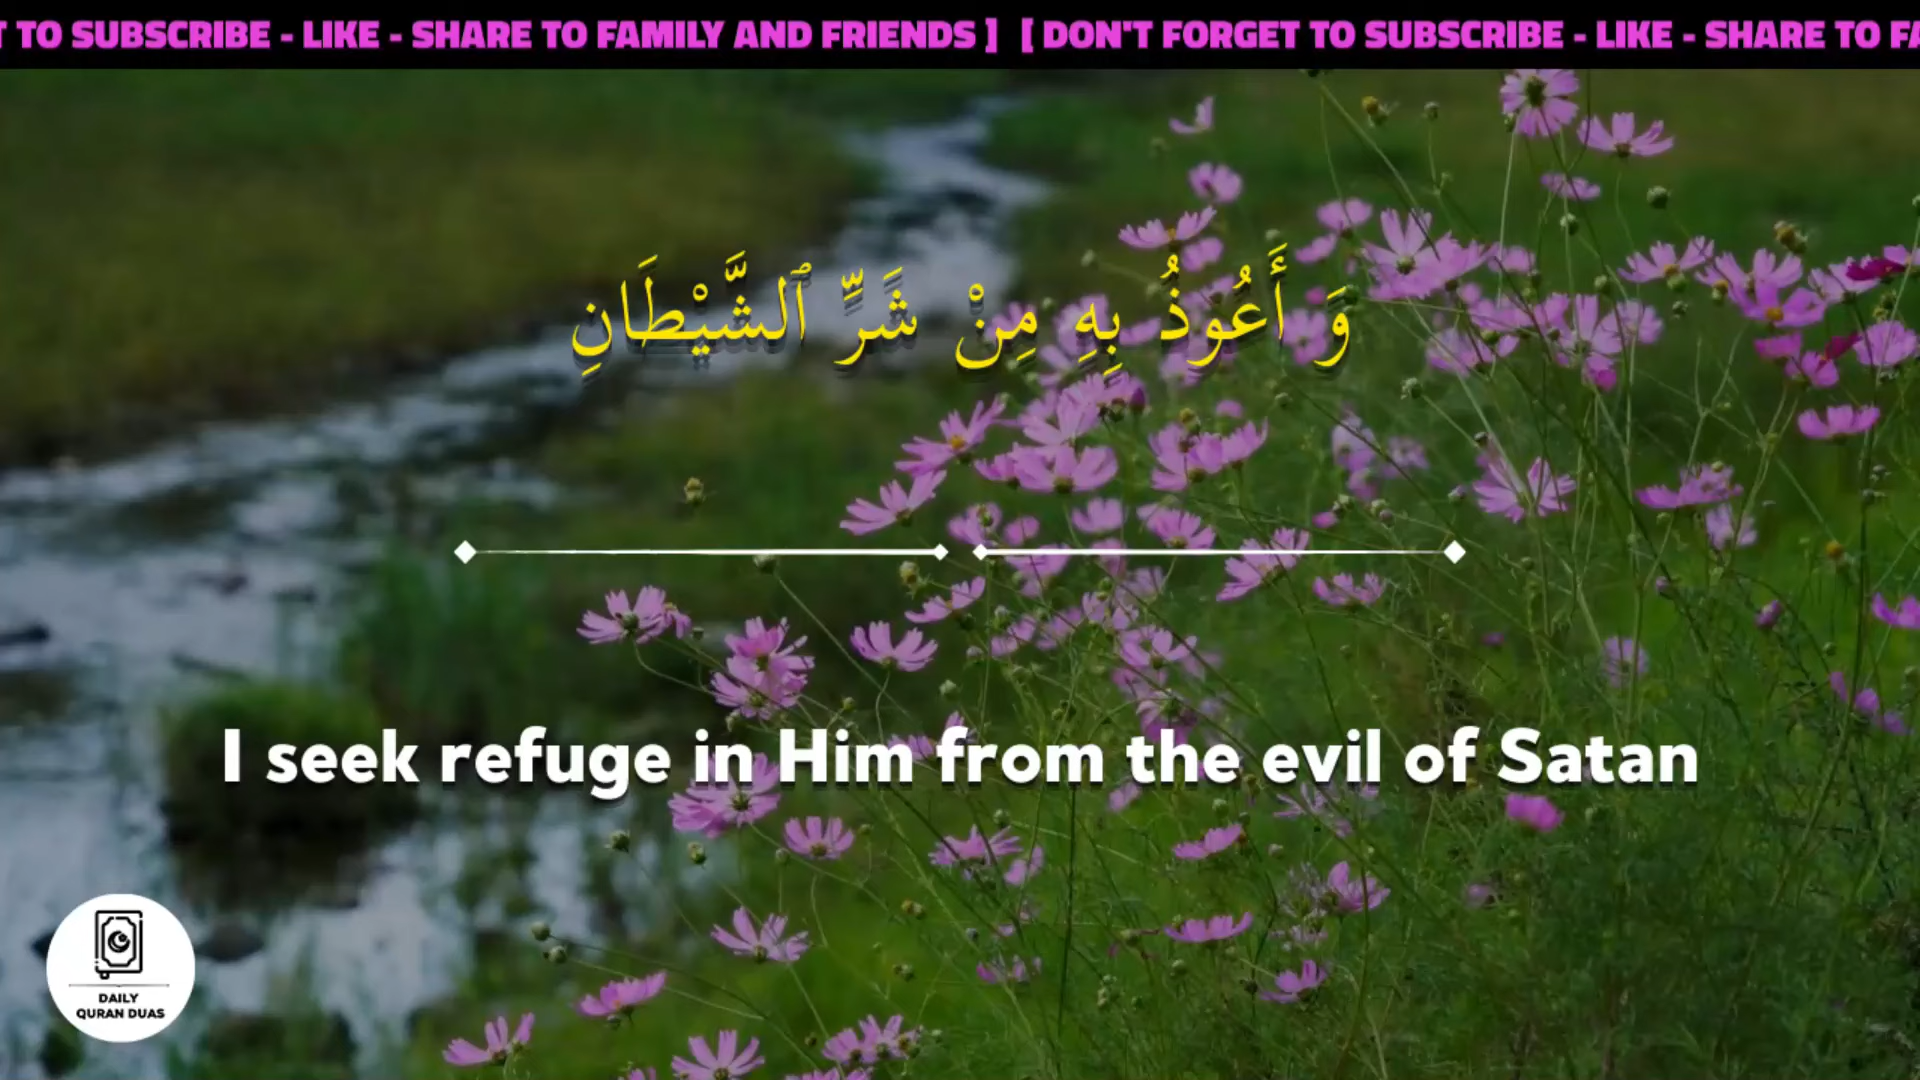 T TO SUBSCRIBE - LIKE - SHARE TO FAMILY AND FRIENDS ] [ DON'T FORGET TO SUBSCRIBE - LIKE - SHARE TO FA
وَ أَعُوذُ بِهِ مِنْ شَرِّ ٱلشَّيْطَانِ
I seek refuge in Him from the evil of Satan
DAILY
QURAN DUAS